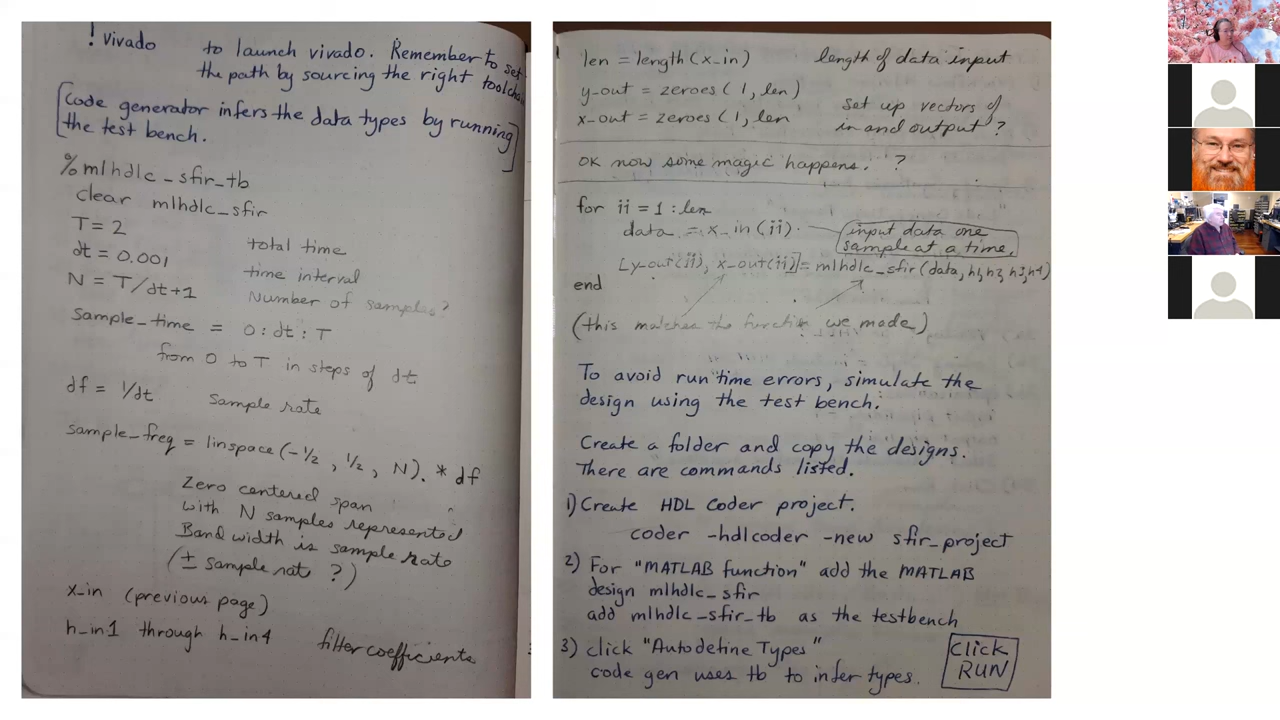 ! vivado to launch vivado. Remember to set
the path by sourcing the right toolchain
[Code generator infers the data types by running
the test bench.]
% mlhdlc_sfir_tb
clear mlhdlc_sfir
T = 2 total time
dt = 0.001 time interval
N = T/dt+1 Number of samples?
Sample_time = 0 : dt : T
from 0 to T in steps of dt
df = 1/dt Sample rate
sample_freq = linspace(-1/2, 1/2, N).* df
Zero centered span
with N samples represented
Band width is sample rate
(± sample rat ?)
x_in (previous page)
h_in1 through h_in4 filter coefficients
len = length(x_in) length of data input
y_out = zeroes(1, len)
x_out = zeroes(1, len
Set up vectors of
in and output?
OK now some magic happens. ?
for ii = 1:len
data = x_in(ii).
input data one
sample at a time.
[y_out(ii), x_out(ii)] = mlhdlc_sfir(data, h1, h2, h3, h4)
end
(this matches the function we made)
To avoid run time errors, simulate the
design using the test bench.
Create a folder and copy the designs.
There are commands listed.
1) Create HDL Coder project.
coder -hdlcoder -new sfir_project
2) For "MATLAB function" add the MATLAB
design mlhdlc_sfir
add mlhdlc_sfir_tb as the testbench
3) click "Autodefine Types"
code gen uses tb to infer types.
Click
RUN